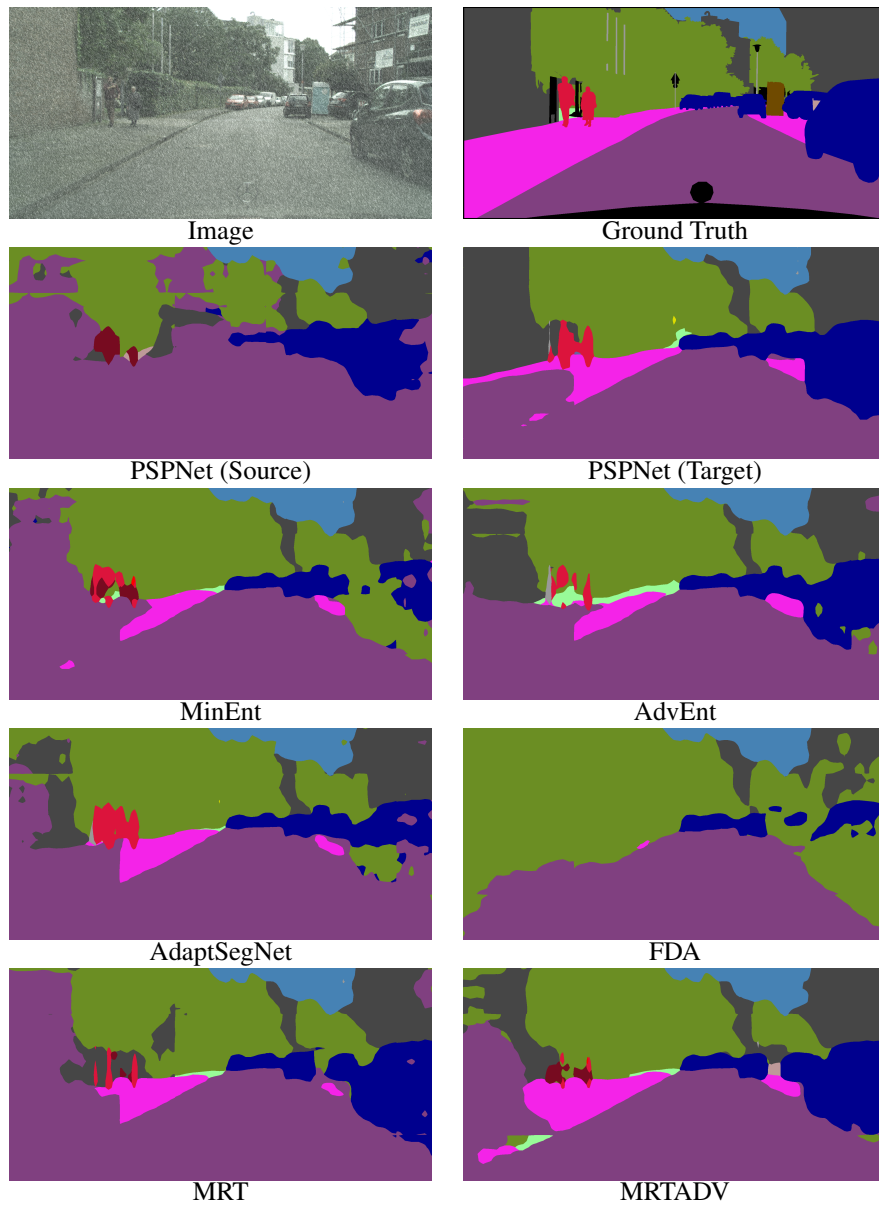 Image
Ground Truth
PSPNet (Source)
PSPNet (Target)
MinEnt
AdvEnt
AdaptSegNet
FDA
MRT
MRTADV